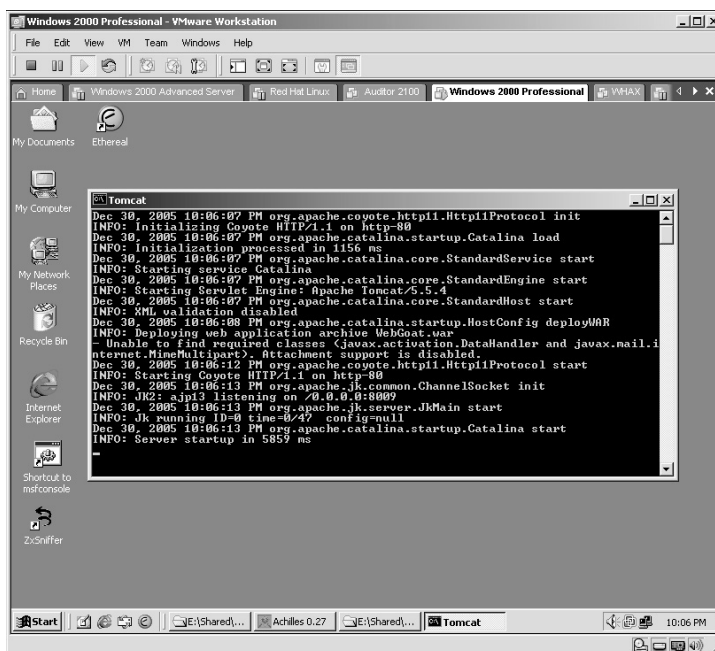 Windows 2000 Professional - VMware Workstation
File Edit View VM Team Windows Help
Home Windows 2000 Advanced Server Red Hat Linux Auditor 2100 Windows 2000 Professional WHAX
My Documents
Ethereal
My Computer
My Network
Places
Recycle Bin
Internet
Explorer
Shortcut to
msfconsole
ZxSniffer
Tomcat
Dec 30, 2005 10:06:07 PM org.apache.coyote.http11.Http11Protocol init
INFO: Initializing Coyote HTTP/1.1 on http-80
Dec 30, 2005 10:06:07 PM org.apache.catalina.startup.Catalina load
INFO: Initialization processed in 1156 ms
Dec 30, 2005 10:06:07 PM org.apache.catalina.core.StandardService start
INFO: Starting service Catalina
Dec 30, 2005 10:06:07 PM org.apache.catalina.core.StandardEngine start
INFO: Starting Servlet Engine: Apache Tomcat/5.5.4
Dec 30, 2005 10:06:07 PM org.apache.catalina.core.StandardHost start
INFO: XML validation disabled
Dec 30, 2005 10:06:08 PM org.apache.catalina.startup.HostConfig deployWAR
INFO: Deploying web application archive WebGoat.war
- Unable to find required classes (javax.activation.DataHandler and javax.mail.i
nternet.MimeMultipart). Attachment support is disabled.
Dec 30, 2005 10:06:12 PM org.apache.coyote.http11.Http11Protocol start
INFO: Starting Coyote HTTP/1.1 on http-80
Dec 30, 2005 10:06:13 PM org.apache.jk.common.ChannelSocket init
INFO: JK2: ajp13 listening on /0.0.0.0:8009
Dec 30, 2005 10:06:13 PM org.apache.jk.server.JkMain start
INFO: Jk running ID=0 time=0/47 config=null
Dec 30, 2005 10:06:13 PM org.apache.catalina.startup.Catalina start
INFO: Server startup in 5859 ms
Start E:\Shared\... Achilles 0.27 E:\Shared\... Tomcat 10:06 PM